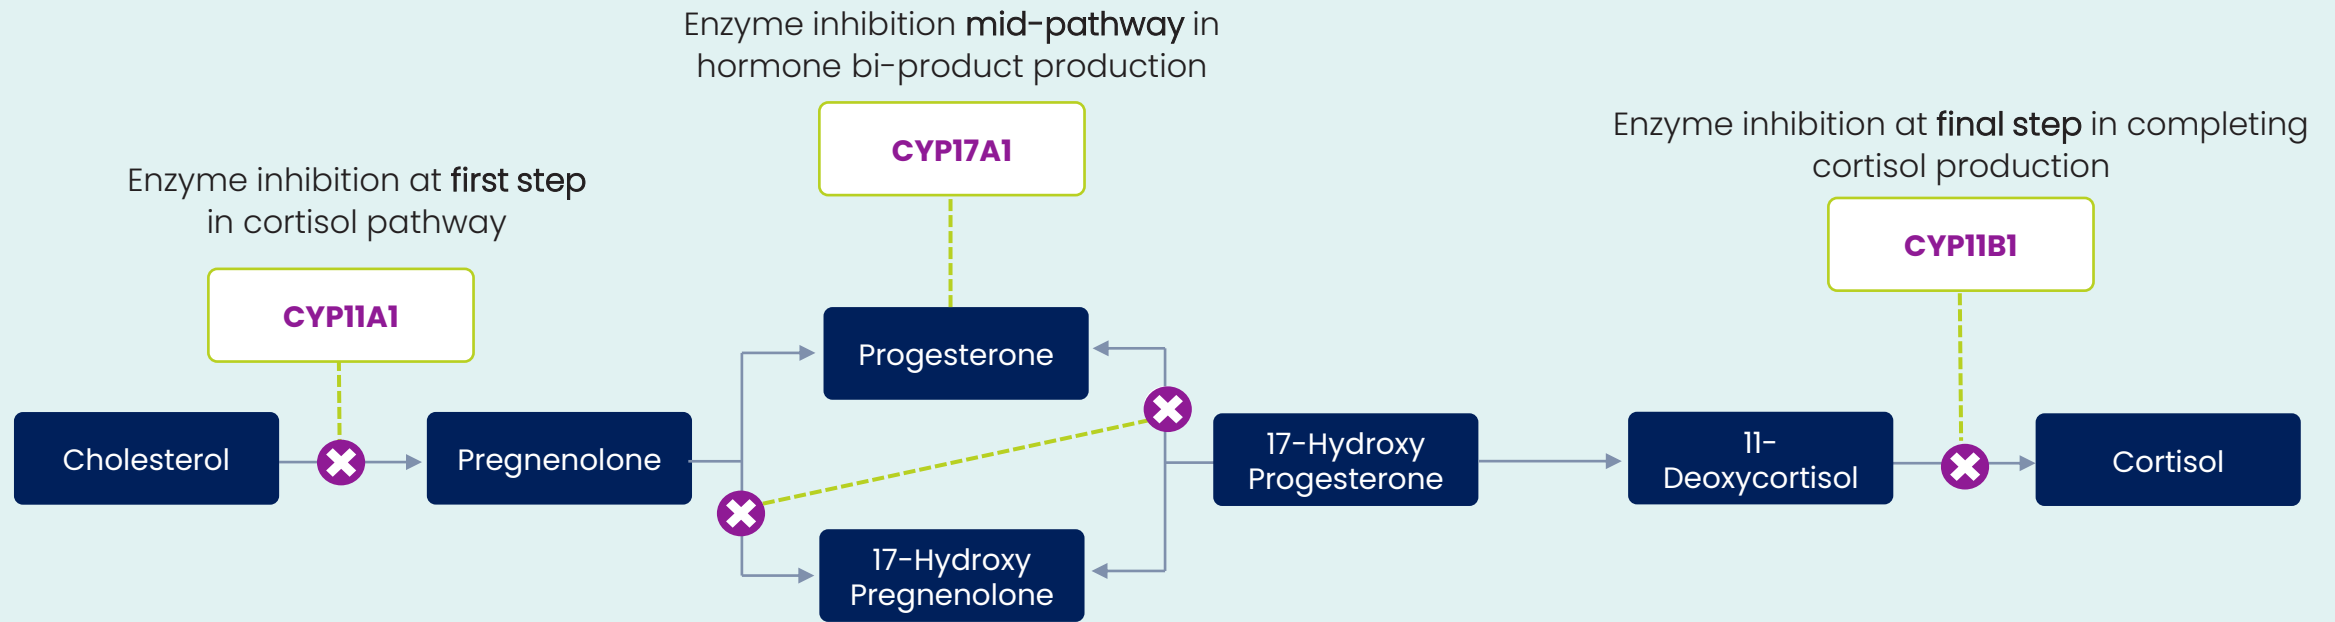 Enzyme inhibition at first step
in cortisol pathway
CYP11A1
Enzyme inhibition mid-pathway in
hormone bi-product production
CYP17A1
Enzyme inhibition at final step in completing
cortisol production
CYP11B1
Cholesterol
Pregnenolone
Progesterone
17-Hydroxy
Pregnenolone
17-Hydroxy
Progesterone
11-
Deoxycortisol
Cortisol